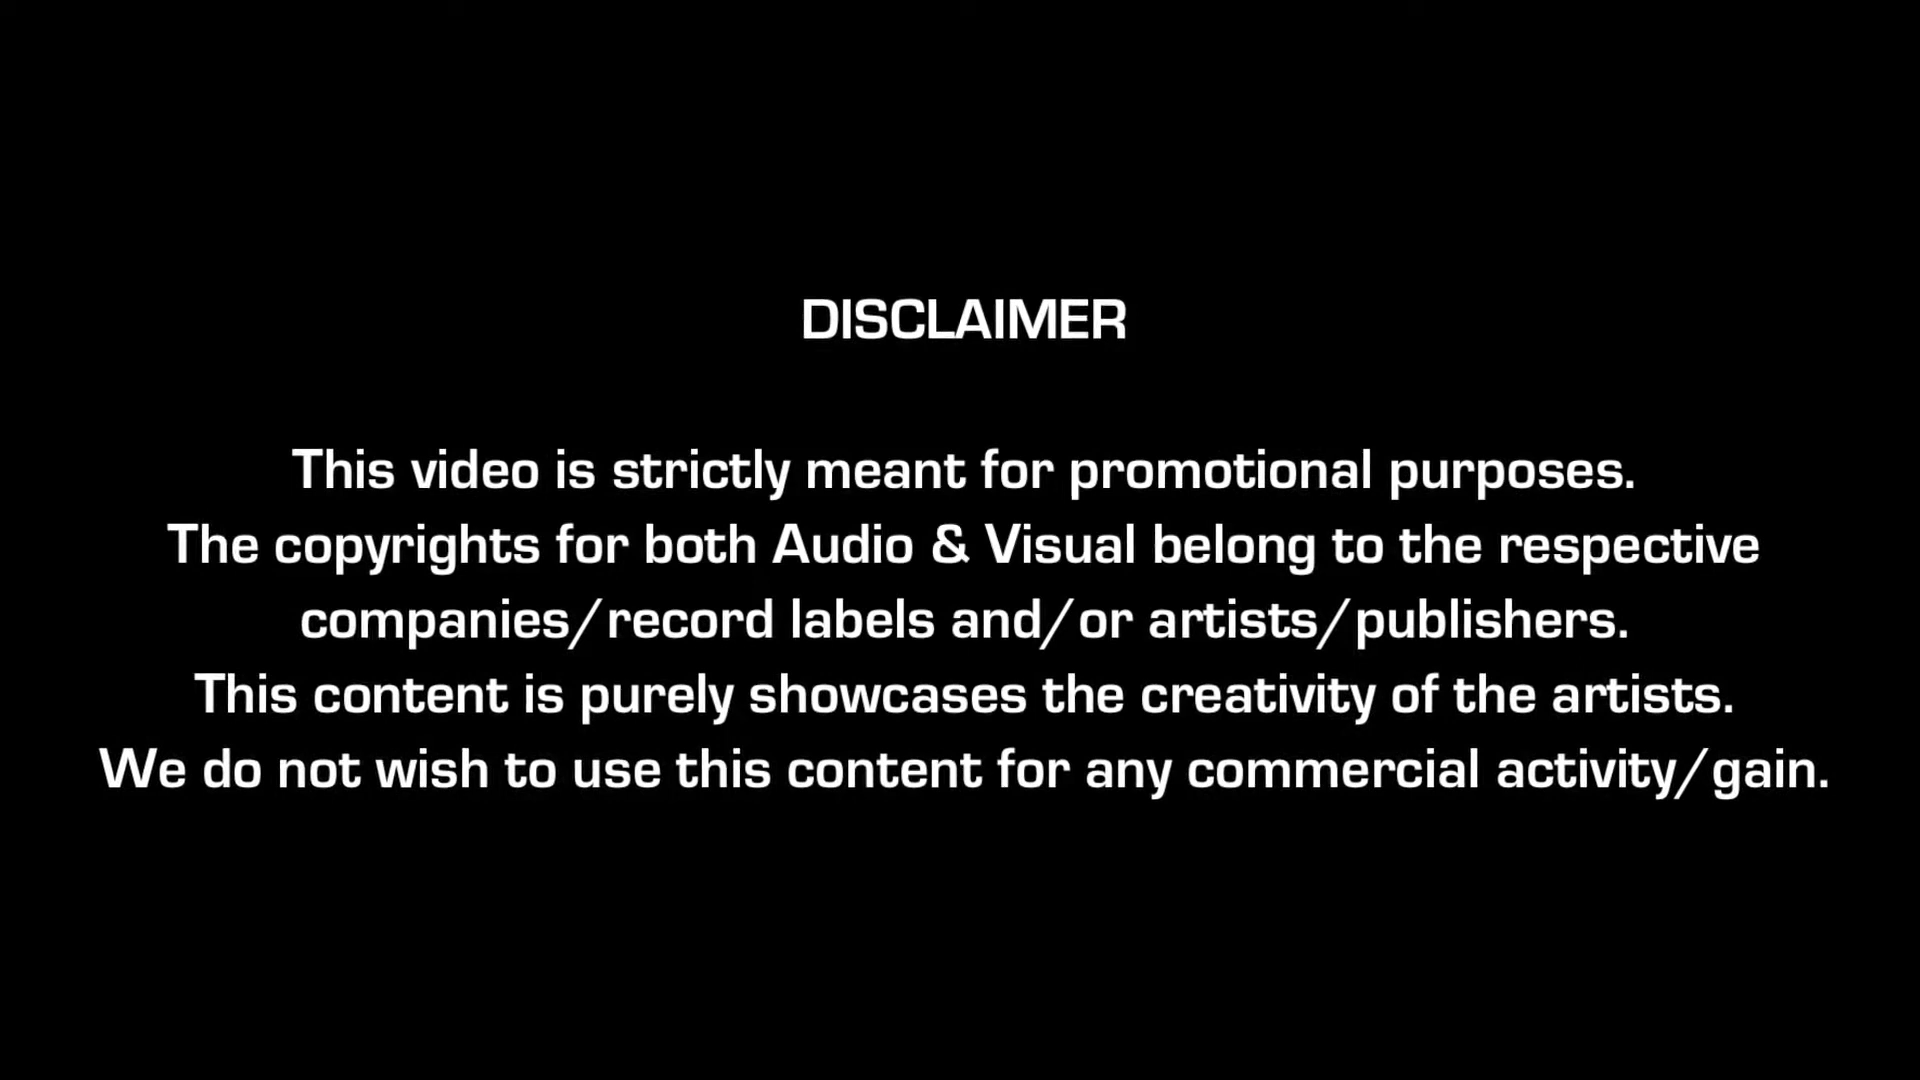 DISCLAIMER
This video is strictly meant for promotional purposes.
The copyrights for both Audio & Visual belong to the respective
companies/record labels and/or artists/publishers.
This content is purely showcases the creativity of the artists.
We do not wish to use this content for any commercial activity/gain.